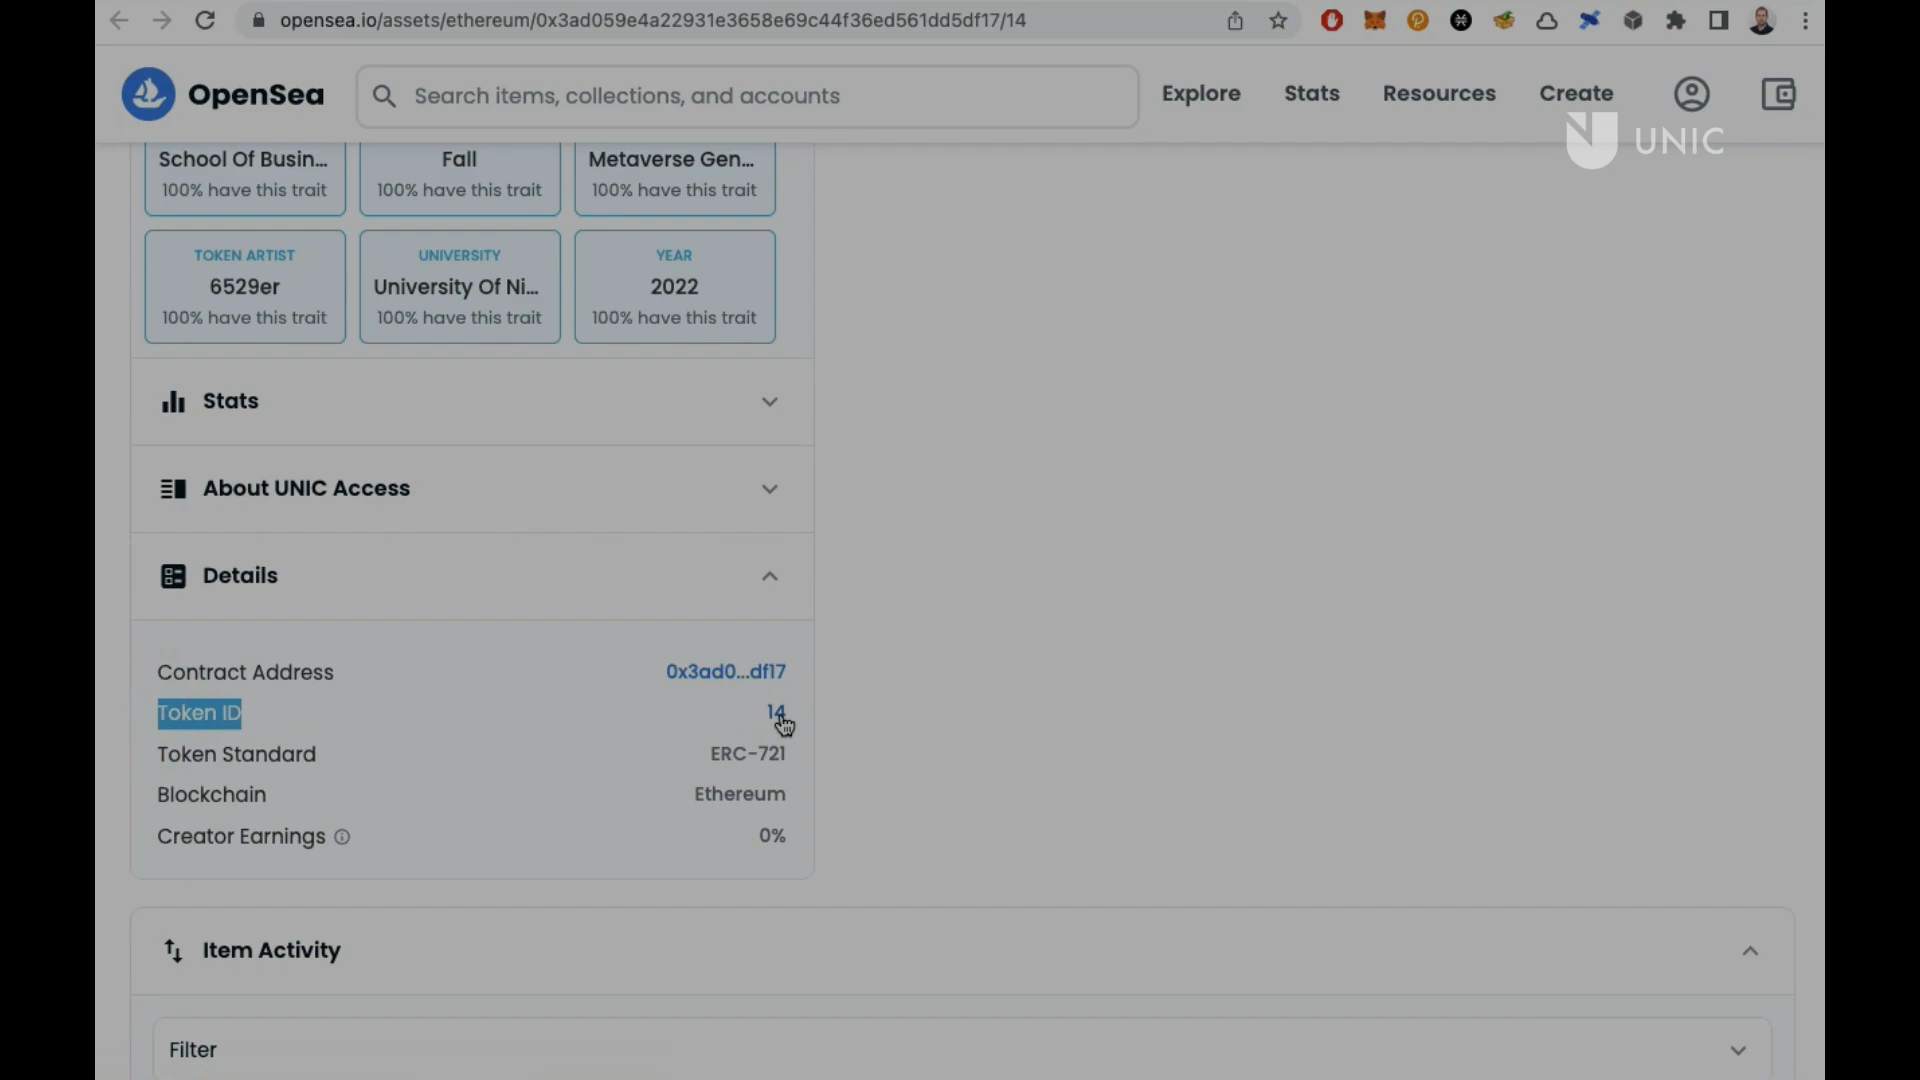 opensea.io/assets/ethereum/0x3ad059e4a22931e3658e69c44f36ed561dd5df17/14
OpenSea
Search items, collections, and accounts
Explore
Stats
Resources
Create
UNIC
School Of Busin...
Fall
Metaverse Gen...
100% have this trait
100% have this trait
100% have this trait
TOKEN ARTIST
UNIVERSITY
YEAR
6529er
University Of Ni...
2022
100% have this trait
100% have this trait
100% have this trait
Stats
About UNIC Access
Details
Contract Address
0x3ad0...df17
Token ID
14
Token Standard
ERC-721
Blockchain
Ethereum
Creator Earnings
0%
Item Activity
Filter